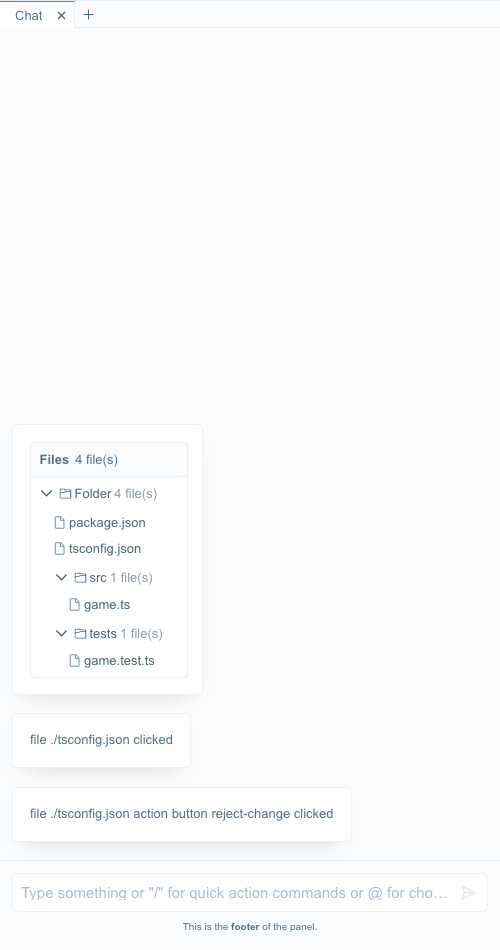 Chat
Files 4 file(s)
Folder 4 file(s)
package.json
tsconfig.json
src 1 file(s)
game.ts
tests 1 file(s)
game.test.ts
file ./tsconfig.json clicked
file ./tsconfig.json action button reject-change clicked
Type something or "/" for quick action commands or @ for cho…
This is the footer of the panel.